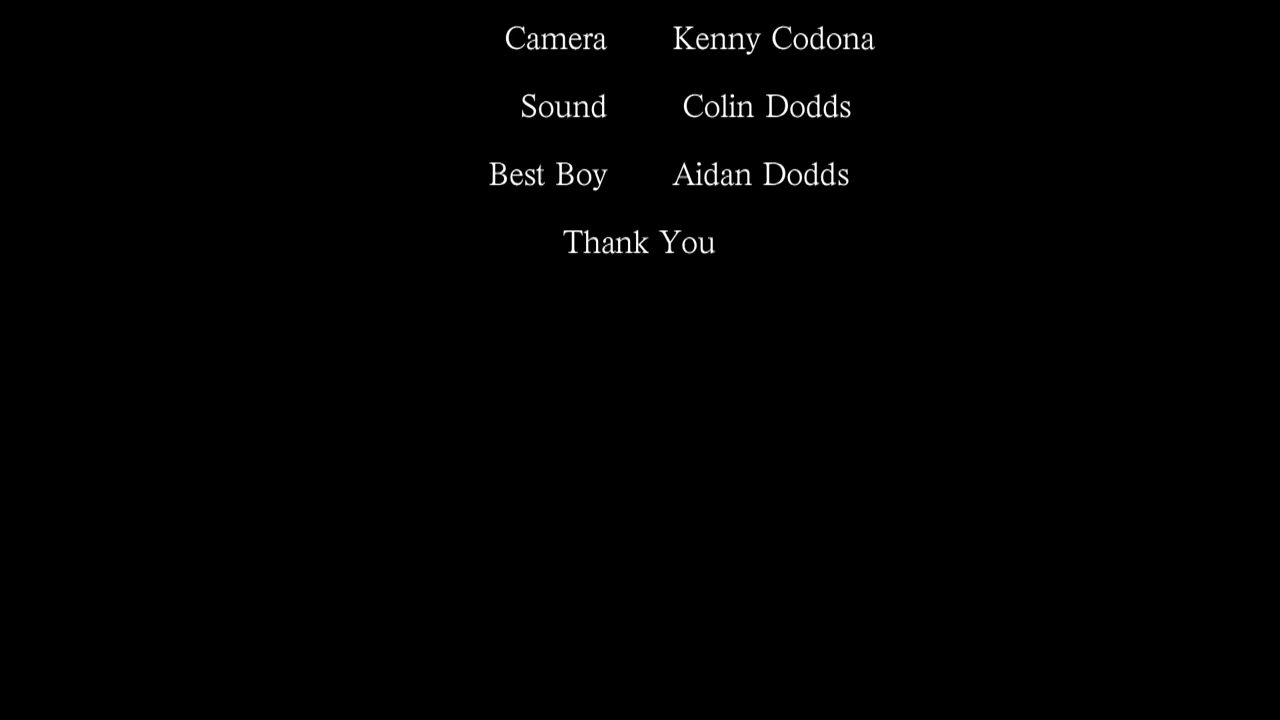 Camera Kenny Codona
Sound Colin Dodds
Best Boy Aidan Dodds
Thank You